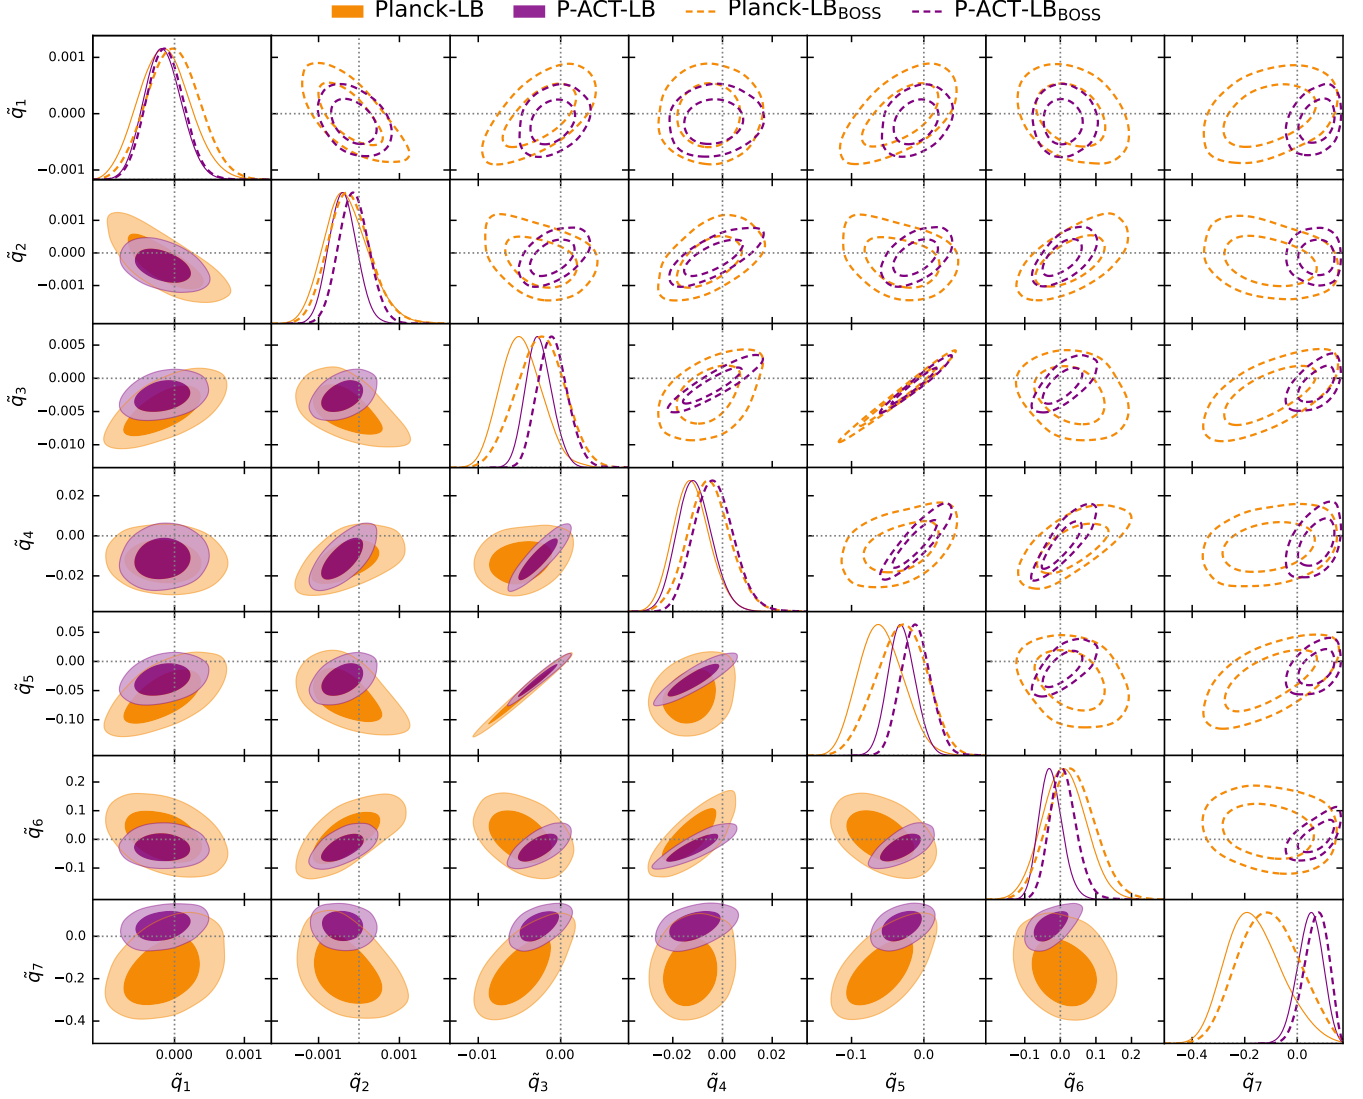 Planck-LB P-ACT-LB Planck-LB_BOSS P-ACT-LB_BOSS
0.001
q̃1 0.000
−0.001
0.001
q̃2 0.000
−0.001
0.005
q̃3 0.000
−0.005
−0.010
0.02
q̃4 0.00
−0.02
0.05
0.00
q̃5 −0.05
−0.10
0.2
0.1
q̃6 0.0
−0.1
0.0
q̃7 −0.2
−0.4
0.000 0.001 −0.001 0.001 −0.01 0.00 −0.02 0.00 0.02 −0.1 0.0 −0.1 0.0 0.1 0.2 −0.4 −0.2 0.0
q̃1 q̃2 q̃3 q̃4 q̃5 q̃6 q̃7